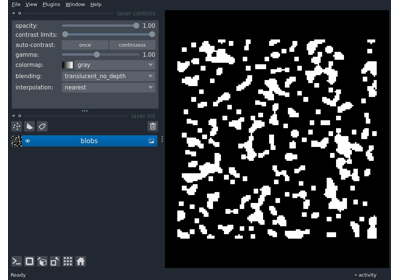 File View Plugins Window Help
layer controls
opacity: 1.00
contrast limits:
auto-contrast: once continuous
gamma: 1.00
colormap: gray
blending: translucent_no_depth
interpolation: nearest
layer list
blobs
Ready activity